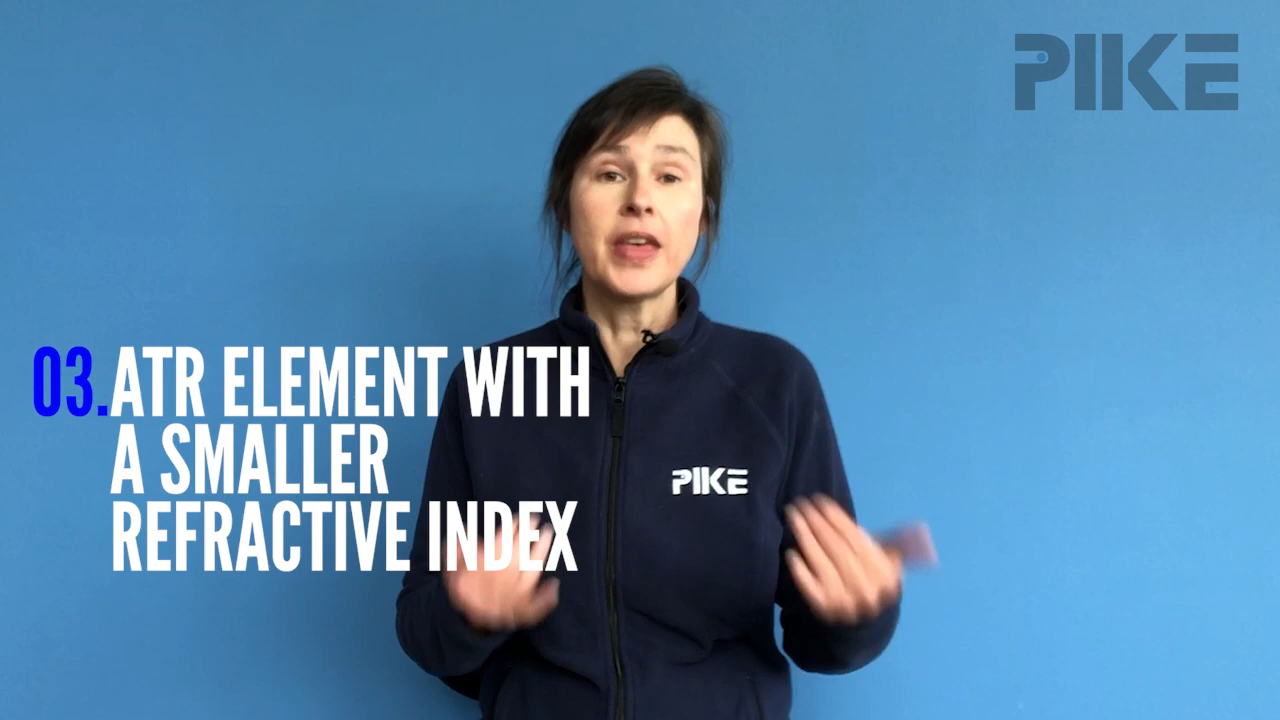 PIKE
03. ATR ELEMENT WITH
A SMALLER
REFRACTIVE INDEX
PIKE